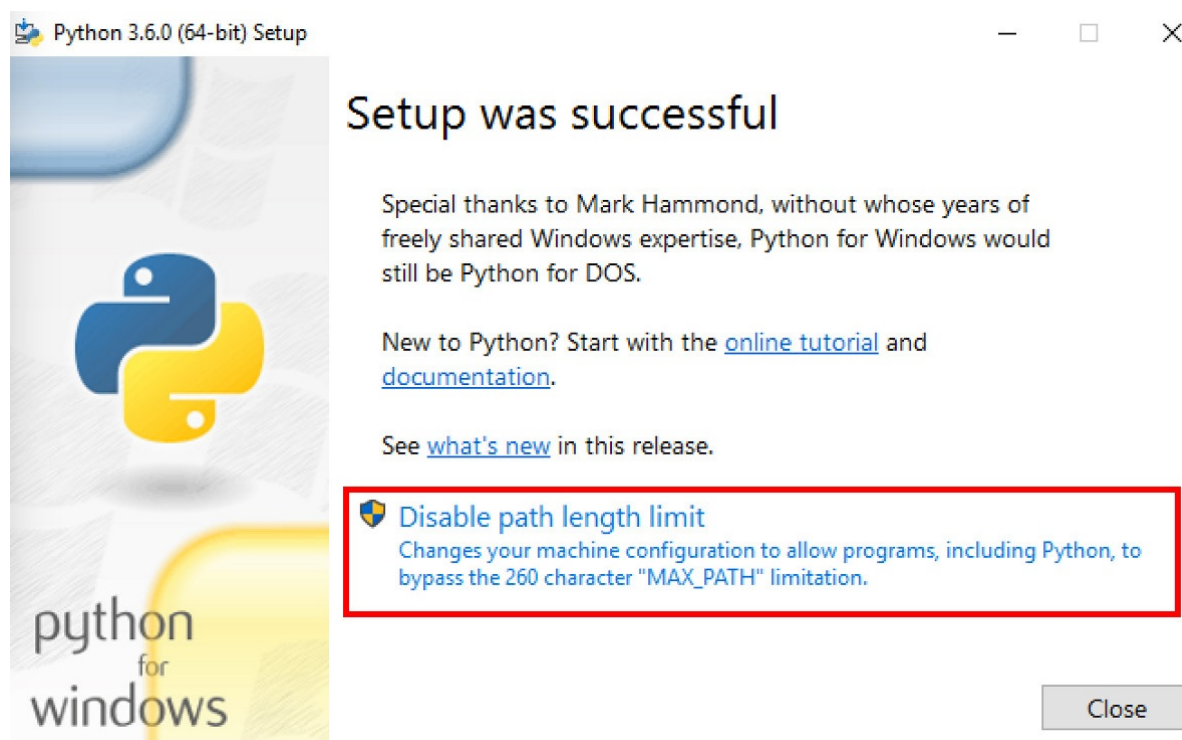 Python 3.6.0 (64-bit) Setup
Setup was successful
Special thanks to Mark Hammond, without whose years of
freely shared Windows expertise, Python for Windows would
still be Python for DOS.
New to Python? Start with the online tutorial and
documentation.
See what's new in this release.
Disable path length limit
Changes your machine configuration to allow programs, including Python, to
bypass the 260 character "MAX_PATH" limitation.
python
for
windows
Close